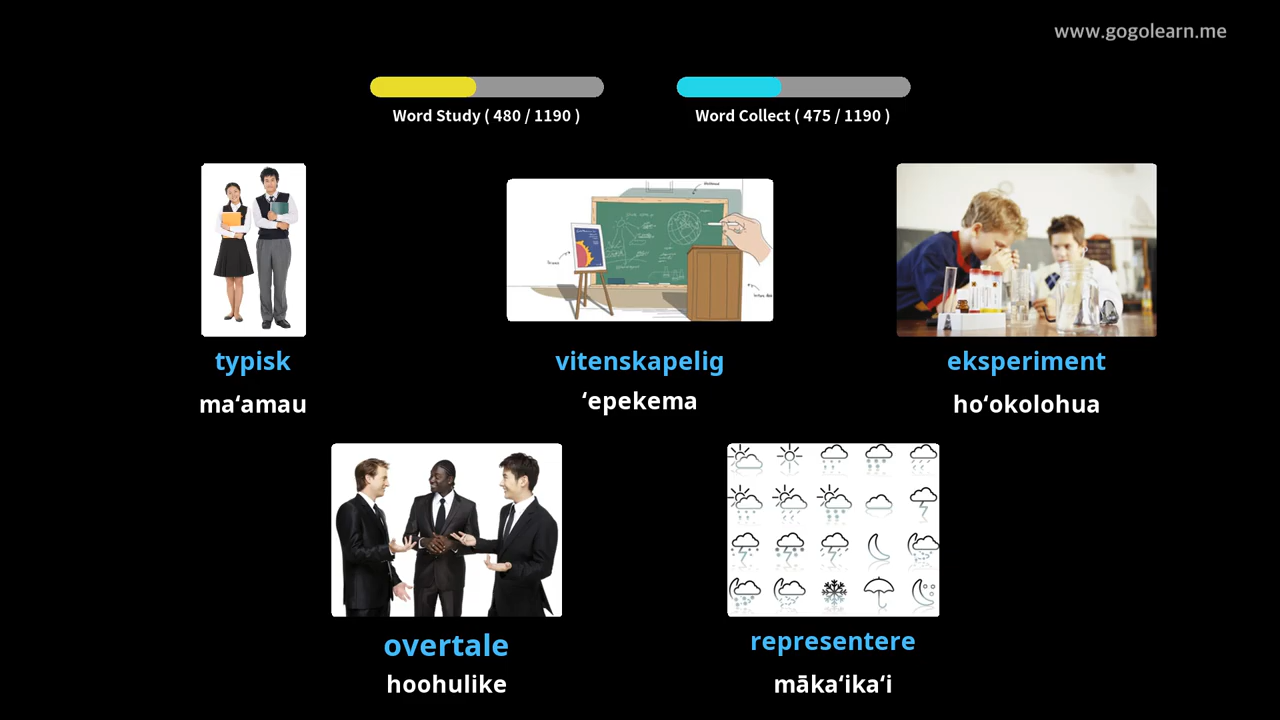 www.gogolearn.me
Word Study ( 480 / 1190 )
Word Collect ( 475 / 1190 )
typisk
maʻamau
vitenskapelig
ʻepekema
eksperiment
hoʻokolohua
overtale
hoohulike
representere
mākaʻikaʻi